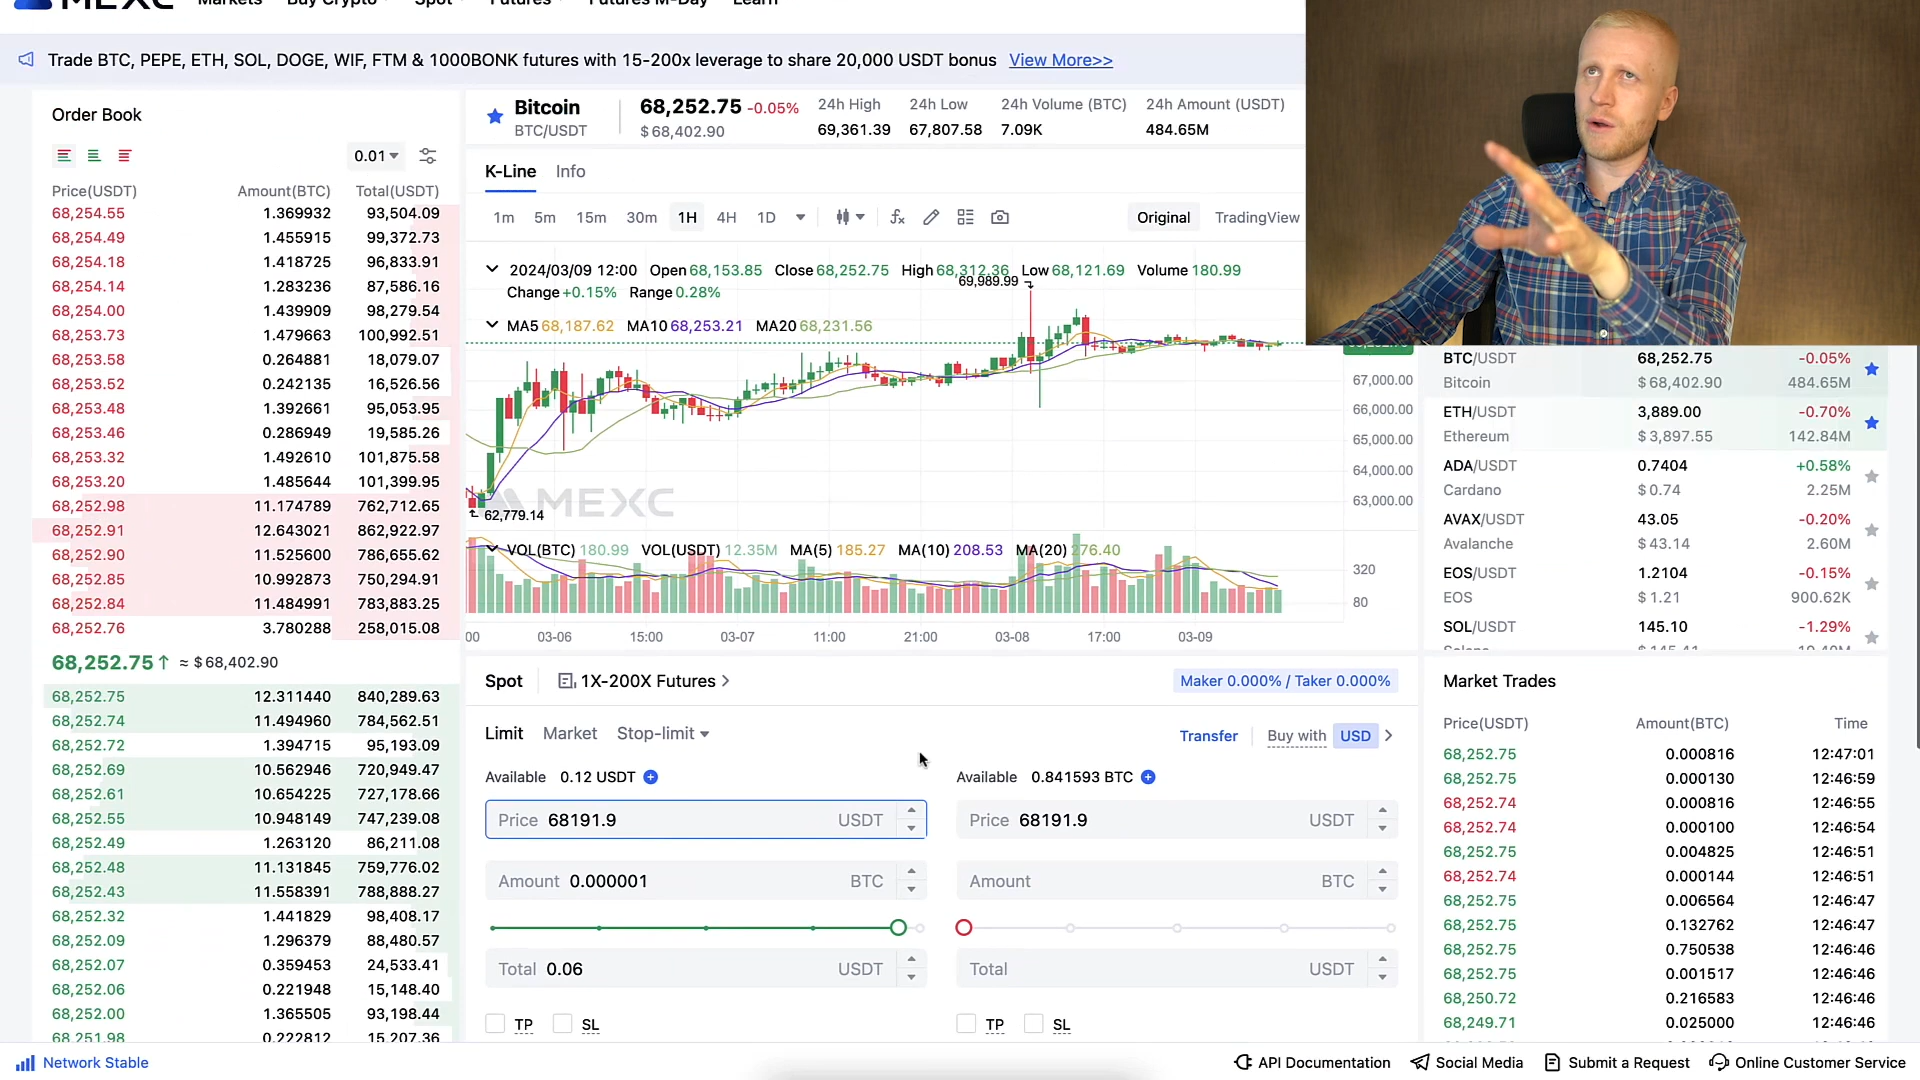 MEXC Markets Buy Crypto Spot Futures Futures M-Day Learn
Trade BTC, PEPE, ETH, SOL, DOGE, WIF, FTM & 1000BONK futures with 15-200x leverage to share 20,000 USDT bonus View More>>
Order Book
0.01
Price(USDT) Amount(BTC) Total(USDT)
68,254.55 1.369932 93,504.09
68,254.49 1.455915 99,372.73
68,254.18 1.418725 96,833.91
68,254.14 1.283236 87,586.16
68,254.00 1.439909 98,279.54
68,253.73 1.479663 100,992.51
68,253.58 0.264881 18,079.07
68,253.52 0.242135 16,526.56
68,253.48 1.392661 95,053.95
68,253.46 0.286949 19,585.26
68,253.32 1.492610 101,875.58
68,253.20 1.485644 101,399.95
68,252.98 11.174789 762,712.65
68,252.91 12.643021 862,922.97
68,252.90 11.525600 786,655.62
68,252.85 10.992873 750,294.91
68,252.84 11.484991 783,883.25
68,252.76 3.780288 258,015.08
68,252.75↑ ≈ $68,402.90
68,252.75 12.311440 840,289.63
68,252.74 11.494960 784,562.51
68,252.72 1.394715 95,193.09
68,252.69 10.562946 720,949.47
68,252.61 10.654225 727,178.66
68,252.55 10.948149 747,239.08
68,252.49 1.263120 86,211.08
68,252.48 11.131845 759,776.02
68,252.43 11.558391 788,888.27
68,252.32 1.441829 98,408.17
68,252.09 1.296379 88,480.57
68,252.07 0.359453 24,533.41
68,252.06 0.221948 15,148.40
68,252.00 1.365505 93,198.44
68,251.98 0.222812 15,207.36
Bitcoin 68,252.75 -0.05% 24h High 24h Low 24h Volume (BTC) 24h Amount (USDT)
BTC/USDT $68,402.90 69,361.39 67,807.58 7.09K 484.65M
K-Line Info
1m 5m 15m 30m 1H 4H 1D Original TradingView
2024/03/09 12:00 Open 68,153.85 Close 68,252.75 High 68,312.36 Low 68,121.69 Volume 180.99
69,989.99
Change +0.15% Range 0.28%
MA5 68,187.62 MA10 68,253.21 MA20 68,231.56
67,000.00
66,000.00
65,000.00
64,000.00
63,000.00
MEXC
62,779.14
VOL(BTC) 180.99 VOL(USDT) 12.35M MA(5) 185.27 MA(10) 208.53 MA(20) 276.40
320
80
00 03-06 15:00 03-07 11:00 21:00 03-08 17:00 03-09
Spot 1X-200X Futures > Maker 0.000% / Taker 0.000%
Limit Market Stop-limit Transfer Buy with USD >
Available 0.12 USDT Available 0.841593 BTC
Price 68191.9 USDT Price 68191.9 USDT
Amount 0.000001 BTC Amount BTC
Total 0.06 USDT Total USDT
TP SL TP SL
BTC/USDT 68,252.75 -0.05%
Bitcoin $68,402.90 484.65M
ETH/USDT 3,889.00 -0.70%
Ethereum $3,897.55 142.84M
ADA/USDT 0.7404 +0.58%
Cardano $0.74 2.25M
AVAX/USDT 43.05 -0.20%
Avalanche $43.14 2.60M
EOS/USDT 1.2104 -0.15%
EOS $1.21 900.62K
SOL/USDT 145.10 -1.29%
Market Trades
Price(USDT) Amount(BTC) Time
68,252.75 0.000816 12:47:01
68,252.75 0.000130 12:46:59
68,252.74 0.000816 12:46:55
68,252.74 0.000100 12:46:54
68,252.75 0.004825 12:46:51
68,252.74 0.000144 12:46:51
68,252.75 0.006564 12:46:47
68,252.75 0.132762 12:46:47
68,252.75 0.750538 12:46:46
68,252.75 0.001517 12:46:46
68,250.72 0.216583 12:46:46
68,249.71 0.025000 12:46:46
Network Stable API Documentation Social Media Submit a Request Online Customer Service